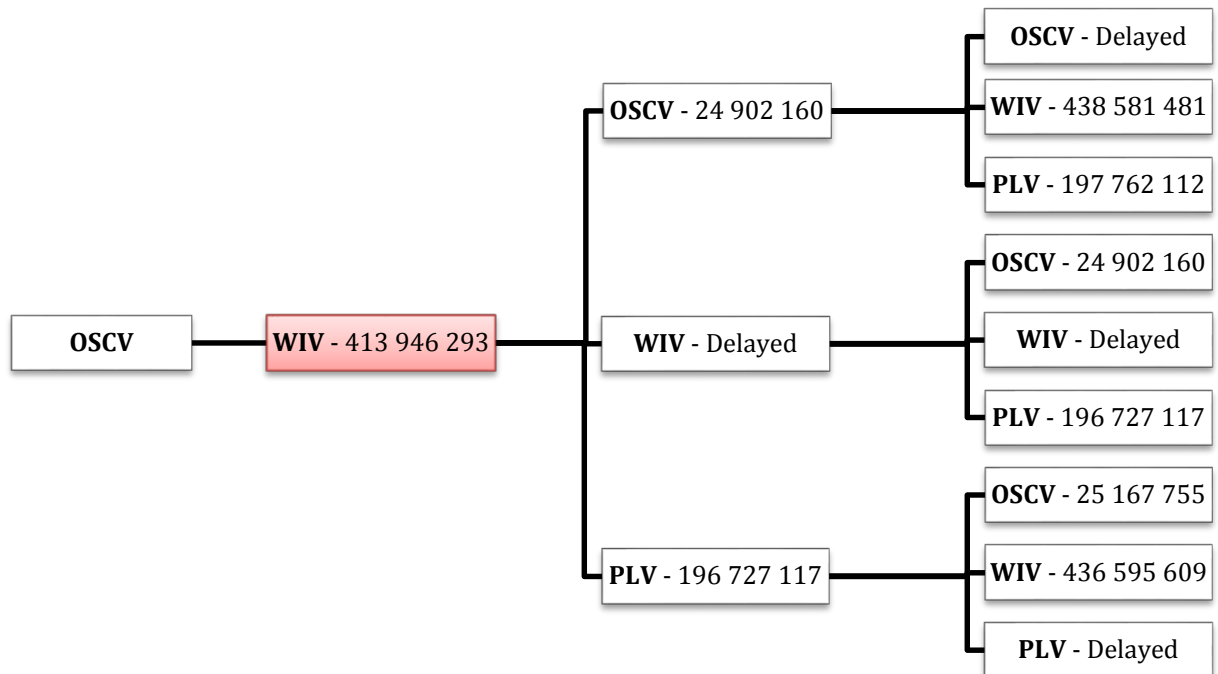 OSCV
WIV - 413 946 293
OSCV - 24 902 160
OSCV - Delayed
WIV - 438 581 481
PLV - 197 762 112
WIV - Delayed
OSCV - 24 902 160
WIV - Delayed
PLV - 196 727 117
PLV - 196 727 117
OSCV - 25 167 755
WIV - 436 595 609
PLV - Delayed